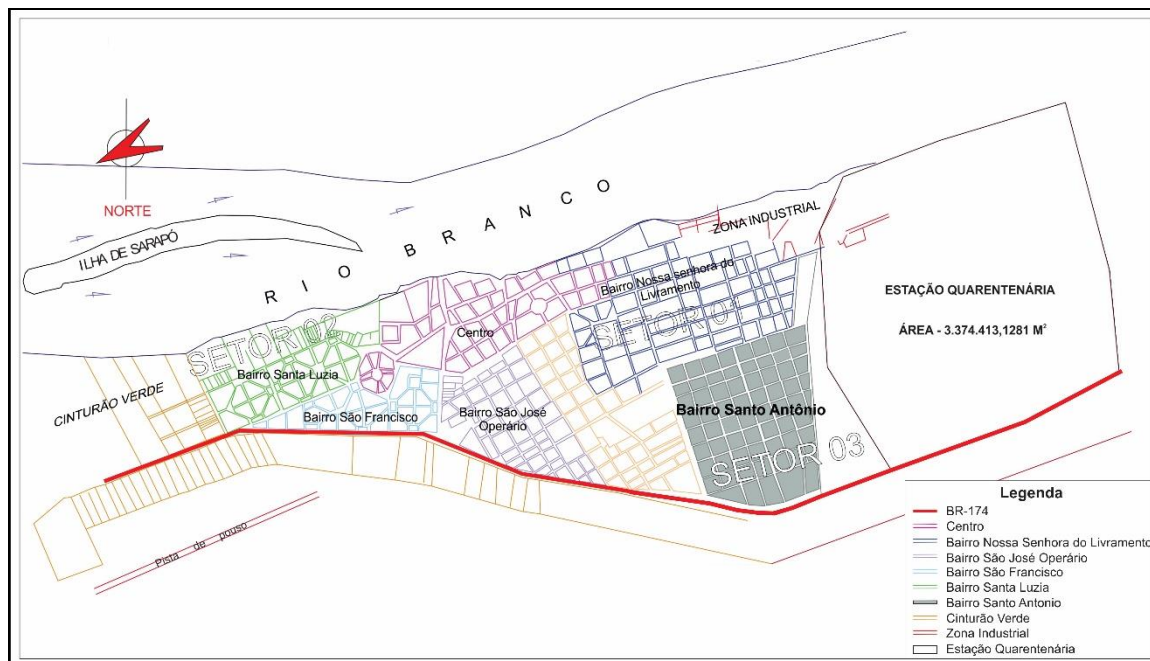 NORTE
ILHA DE SARAPÓ
RIO BRANCO
ZONA INDUSTRIAL
Bairro Nossa senhora do
Livramento
SETOR 01
ESTAÇÃO QUARENTENÁRIA
ÁREA - 3.374.413,1281 M²
SETOR 02
Centro
Bairro Santa Luzia
CINTURÃO VERDE
Bairro São Francisco
Bairro São José
Operário
Bairro Santo Antônio
SETOR 03
Pista de pouso
Legenda
BR-174
Centro
Bairro Nossa Senhora do Livramento
Bairro São José Operário
Bairro São Francisco
Bairro Santa Luzia
Bairro Santo Antonio
Cinturão Verde
Zona Industrial
Estação Quarentenária